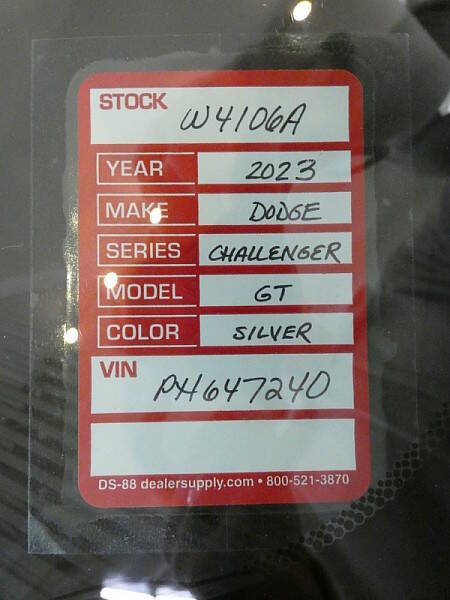 STOCK
W4106A
YEAR 2023
MAKE DODGE
SERIES CHALLENGER
MODEL GT
COLOR SILVER
VIN
PH647240
DS-88 dealersupply.com • 800-521-3870